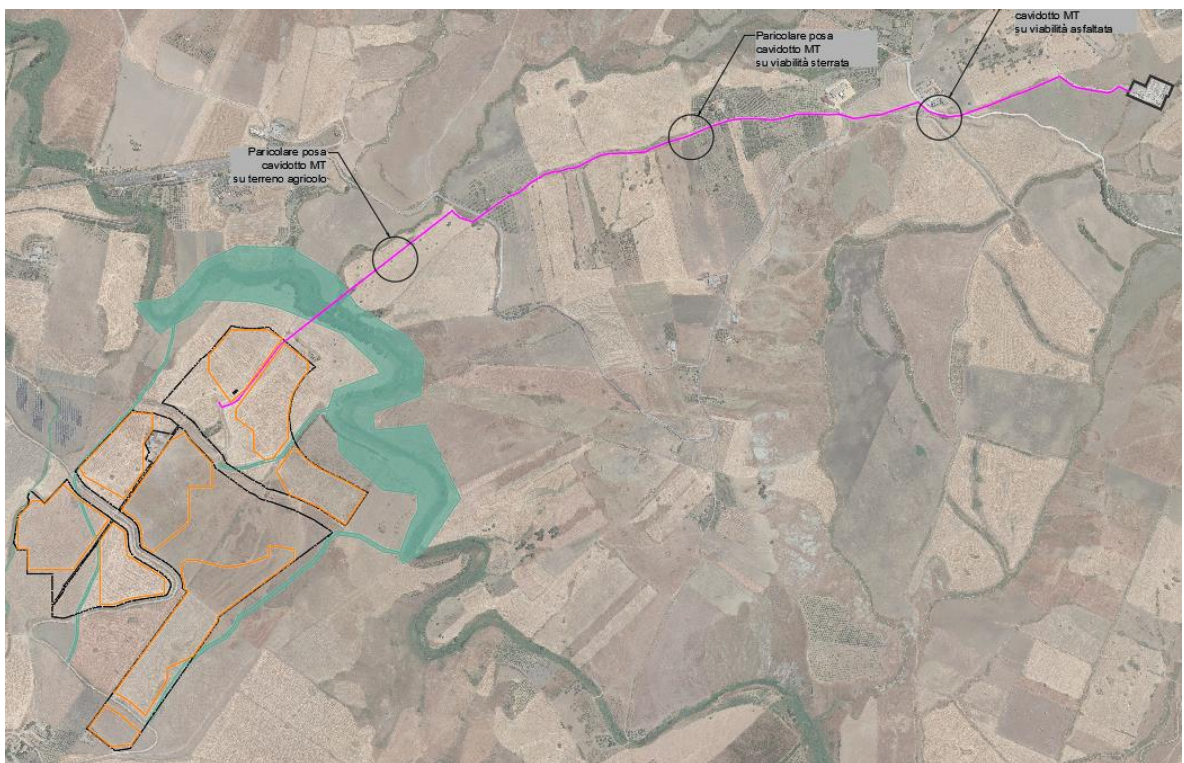 cavidotto MT
su viabilità asfaltata
Paricolare posa
cavidotto MT
su viabilità sterrata
Paricolare posa
cavidotto MT
su terreno agricolo